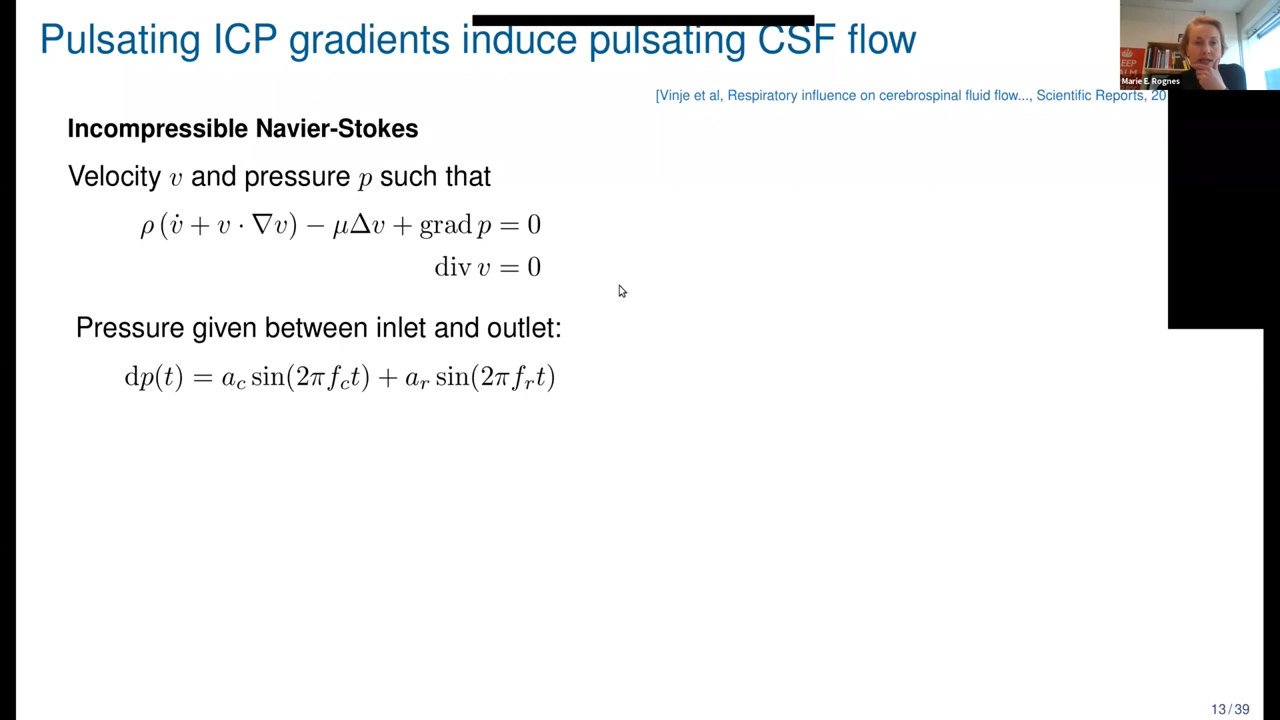 Pulsating ICP gradients induce pulsating CSF flow
[Vinje et al, Respiratory influence on cerebrospinal fluid flow..., Scientific Reports, 20
Incompressible Navier-Stokes
Velocity v and pressure p such that
ρ (v̇ + v · ∇v) − μΔv + grad p = 0
div v = 0
Pressure given between inlet and outlet:
dp(t) = a_c sin(2πf_c t) + a_r sin(2πf_r t)
KEEP
Marie E. Rognes
13 / 39